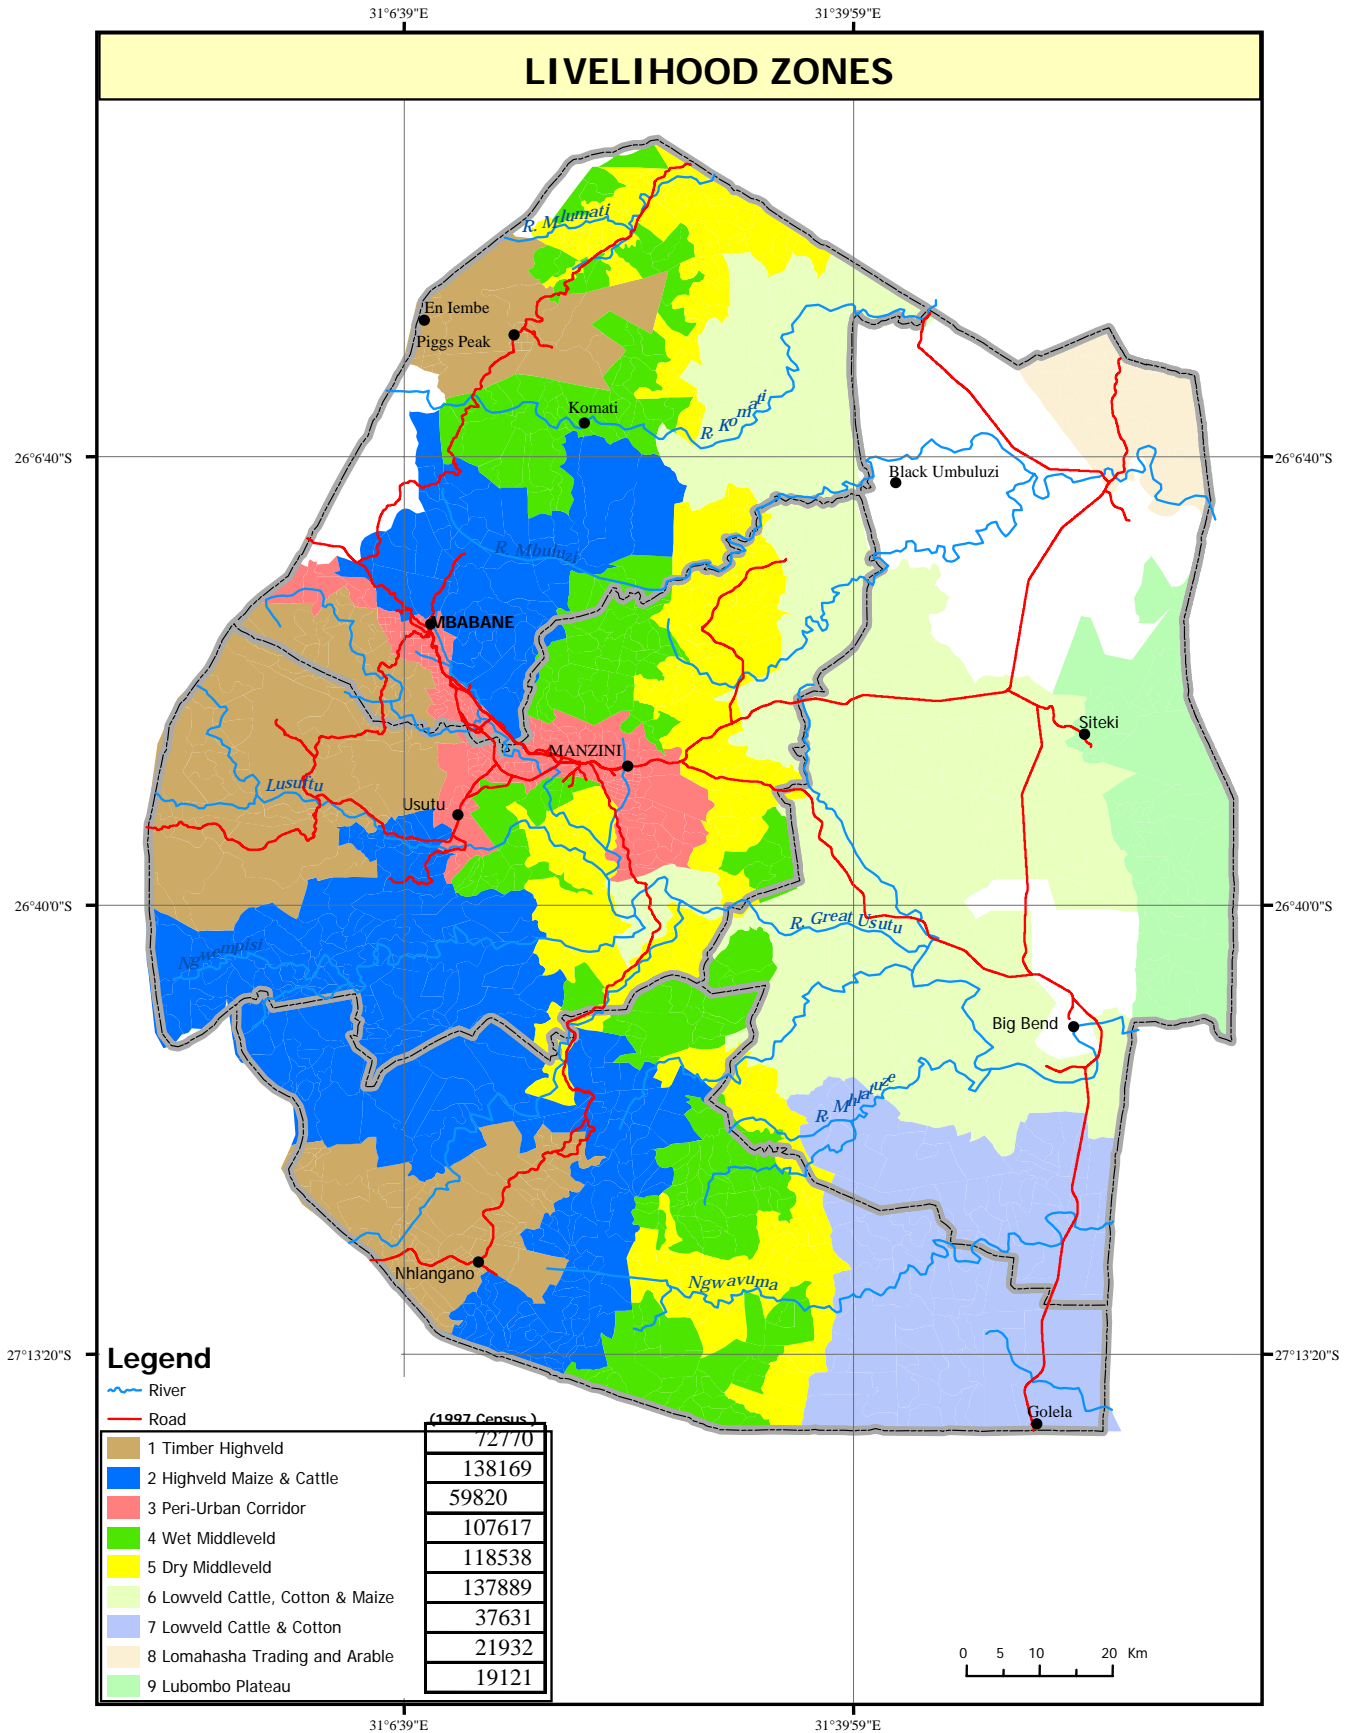 31°6'39"E
31°39'59"E
LIVELIHOOD ZONES
R. Mlumati
En Iembe
Piggs Peak
Komati
R. Komati
26°6'40"S
26°6'40"S
Black Umbuluzi
R. Mbuluzi
MBABANE
Siteki
MANZINI
Lusuftu
Usutu
26°40'0"S
26°40'0"S
R. Great Usutu
Ngwempisi
Big Bend
R. Mhlatuze
Nhlangano
Ngwavuma
27°13'20"S
27°13'20"S
Golela
Legend
River
Road
(1997 Census )
1 Timber Highveld 72770
2 Highveld Maize & Cattle 138169
3 Peri-Urban Corridor 59820
4 Wet Middleveld 107617
5 Dry Middleveld 118538
6 Lowveld Cattle, Cotton & Maize 137889
7 Lowveld Cattle & Cotton 37631
8 Lomahasha Trading and Arable 21932
9 Lubombo Plateau 19121
0 5 10 20 Km
31°6'39"E
31°39'59"E